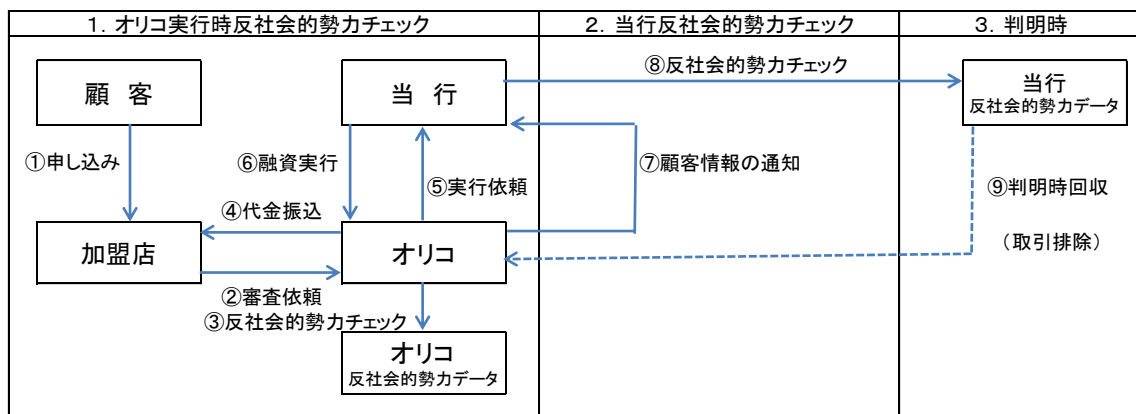 1．オリコ実行時反社会的勢力チェック
2．当行反社会的勢力チェック
3．判明時
⑧反社会的勢力チェック
顧 客
当 行
当行
反社会的勢力データ
①申し込み
⑥融資実行
⑤実行依頼
⑦顧客情報の通知
⑨判明時回収
（取引排除）
④代金振込
加盟店
オリコ
②審査依頼
③反社会的勢力チェック
オリコ
反社会的勢力データ